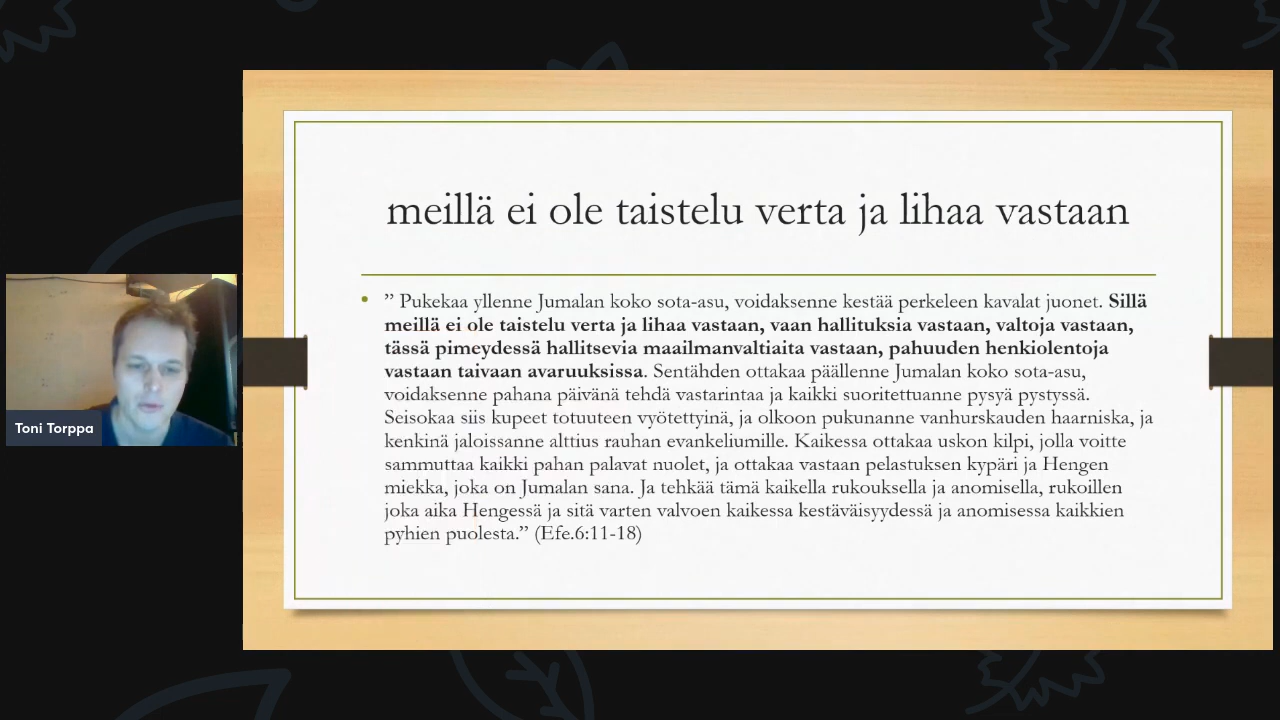 meillä ei ole taistelu verta ja lihaa vastaan
” Pukekaa yllenne Jumalan koko sota-asu, voidaksenne kestää perkeleen kavalat juonet. Sillä
meillä ei ole taistelu verta ja lihaa vastaan, vaan hallituksia vastaan, valtoja vastaan,
tässä pimeydessä hallitsevia maailmanvaltiaita vastaan, pahuuden henkiolentoja
vastaan taivaan avaruuksissa. Sentähden ottakaa päällenne Jumalan koko sota-asu,
voidaksenne pahana päivänä tehdä vastarintaa ja kaikki suoritettuanne pysyä pystyssä.
Seisokaa siis kupeet totuuteen vyötettyinä, ja olkoon pukunanne vanhurskauden haarniska, ja
kenkinä jaloissanne alttius rauhan evankeliumille. Kaikessa ottakaa uskon kilpi, jolla voitte
sammuttaa kaikki pahan palavat nuolet, ja ottakaa vastaan pelastuksen kypäri ja Hengen
miekka, joka on Jumalan sana. Ja tehkää tämä kaikella rukouksella ja anomisella, rukoillen
joka aika Hengessä ja sitä varten valvoen kaikessa kestäväisyydessä ja anomisessa kaikkien
pyhien puolesta.” (Efe.6:11-18)
Toni Torppa